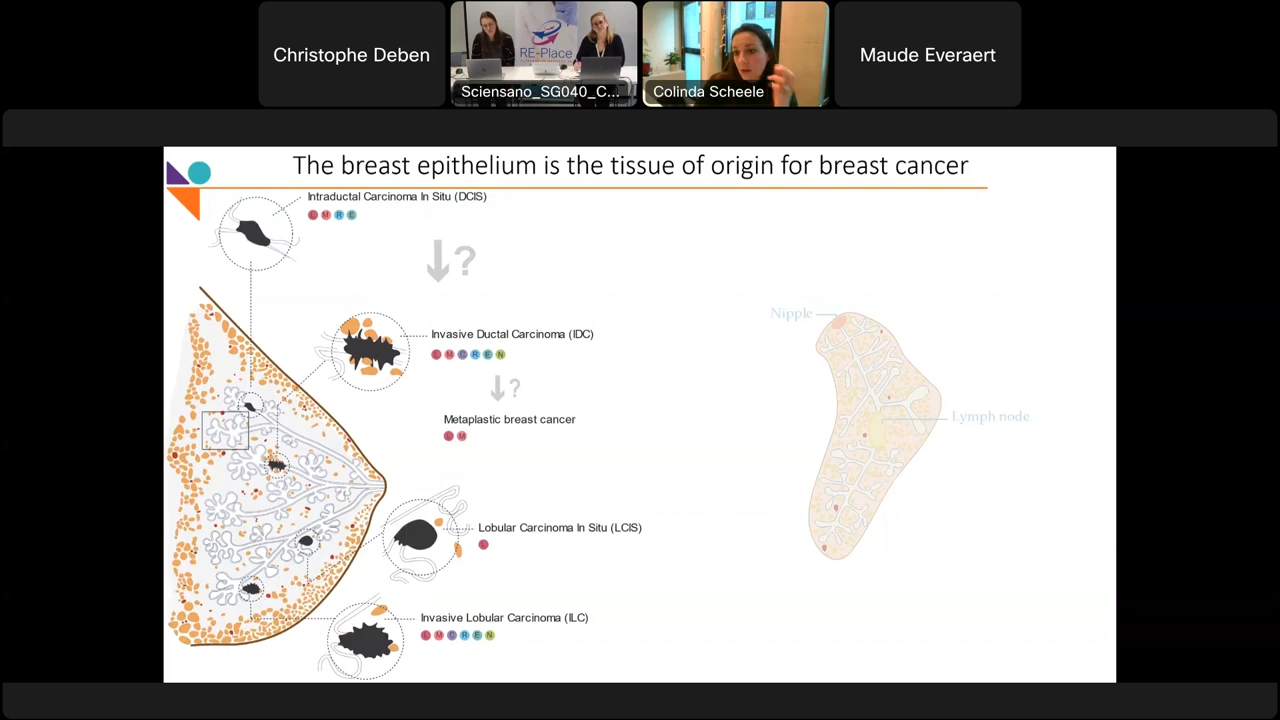 Christophe Deben
RE-Place
Sciensano_SG040_C...
Colinda Scheele
Maude Everaert
The breast epithelium is the tissue of origin for breast cancer
Intraductal Carcinoma In Situ (DCIS)
L M R E
?
Nipple
Invasive Ductal Carcinoma (IDC)
L M C R E N
?
Metaplastic breast cancer
L M
Lymph node
Lobular Carcinoma In Situ (LCIS)
L
Invasive Lobular Carcinoma (ILC)
L M C R E N